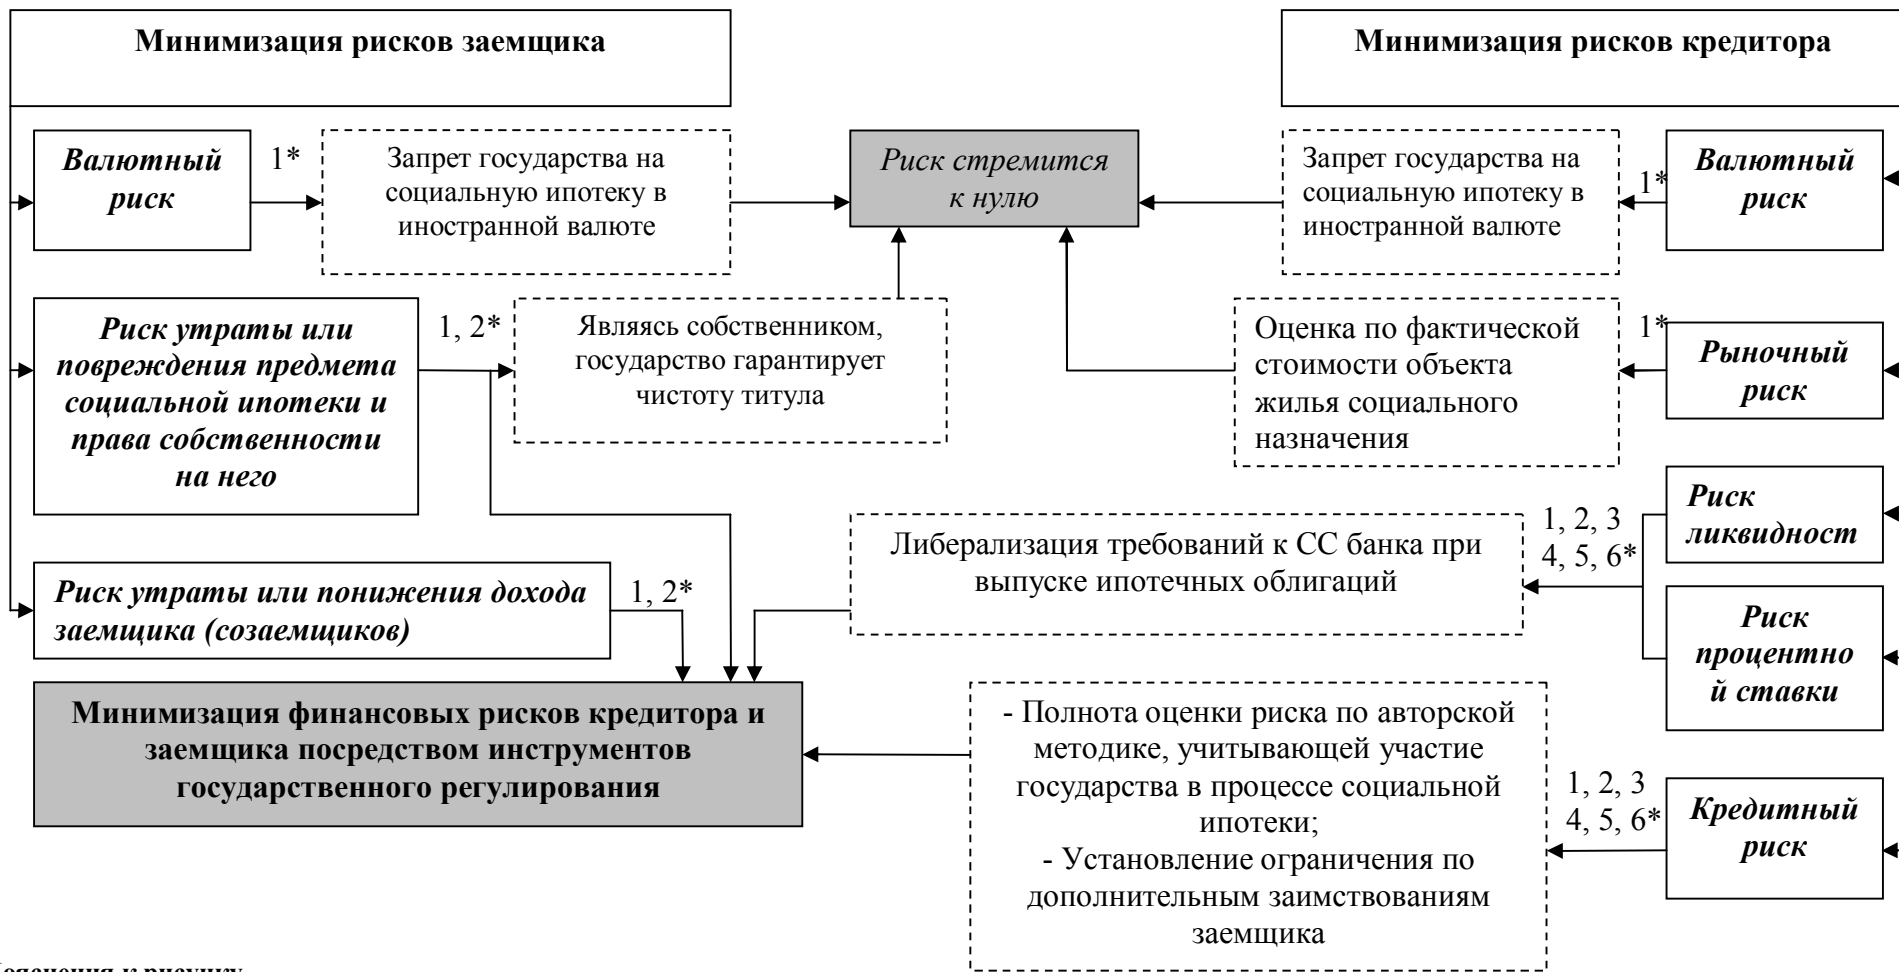 Минимизация рисков заемщика
Минимизация рисков кредитора
Валютный
риск
1*
Запрет государства на
социальную ипотеку в
иностранной валюте
Риск стремится
к нулю
Запрет государства на
социальную ипотеку в
иностранной валюте
1*
Валютный
риск
Риск утраты или
повреждения предмета
социальной ипотеки и
права собственности
на него
1, 2*
Являясь собственником,
государство гарантирует
чистоту титула
Оценка по фактической
стоимости объекта
жилья социального
назначения
1*
Рыночный
риск
Либерализация требований к СС банка при
выпуске ипотечных облигаций
1, 2, 3
4, 5, 6*
Риск
ликвидност
Риск утраты или понижения дохода
заемщика (созаемщиков)
1, 2*
Риск
процентно
й ставки
Минимизация финансовых рисков кредитора и
заемщика посредством инструментов
государственного регулирования
- Полнота оценки риска по авторской
методике, учитывающей участие
государства в процессе социальной
ипотеки;
- Установление ограничения по
дополнительным заимствованиям
заемщика
1, 2, 3
4, 5, 6*
Кредитный
риск